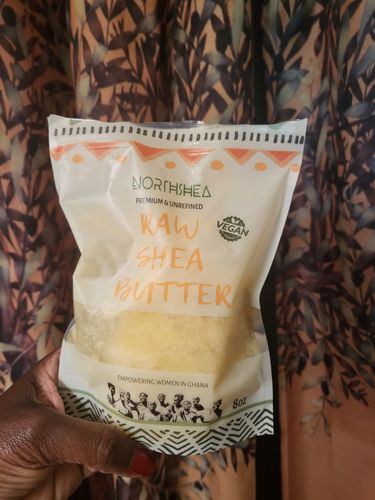 NORTHSHEA
PREMIUM & UNREFINED
RAW
SHEA
BUTTER
VEGAN
EMPOWERING WOMEN IN GHANA
8oz